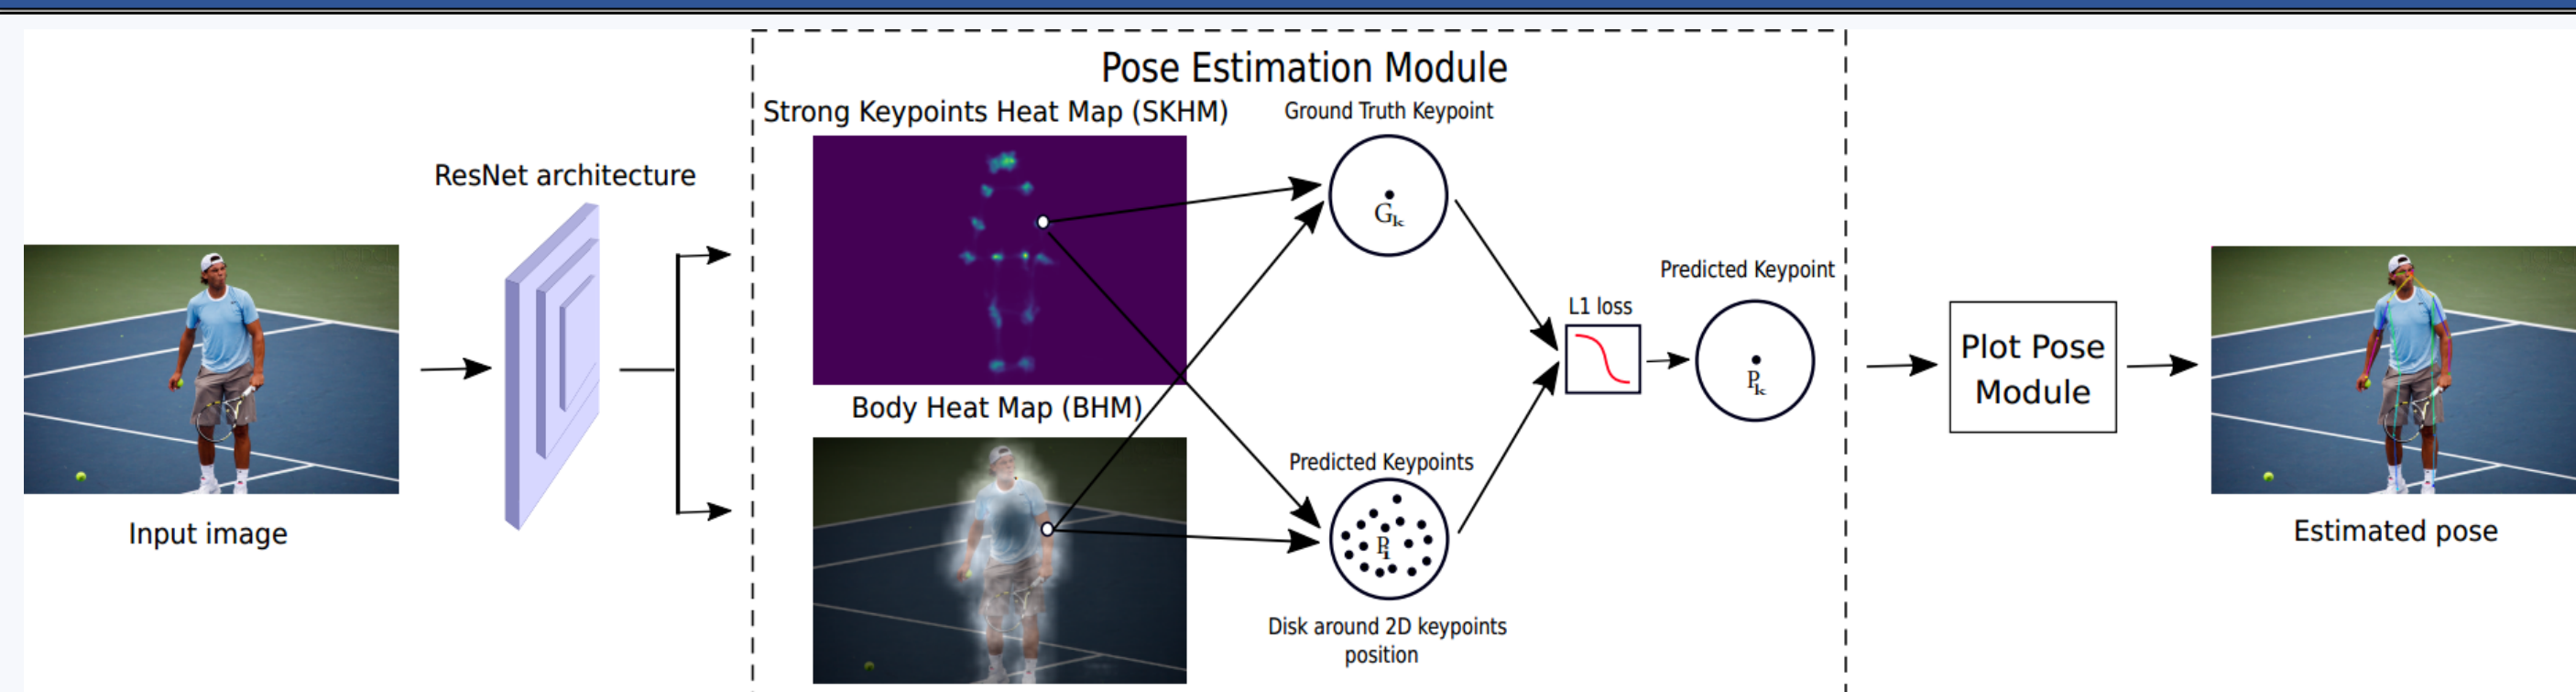 Pose Estimation Module
Strong Keypoints Heat Map (SKHM)
Ground Truth Keypoint
ResNet architecture
Gk
Predicted Keypoint
L1 loss
Pk
Plot Pose
Module
Body Heat Map (BHM)
Predicted Keypoints
Pi
Input image
Estimated pose
Disk around 2D keypoints
position